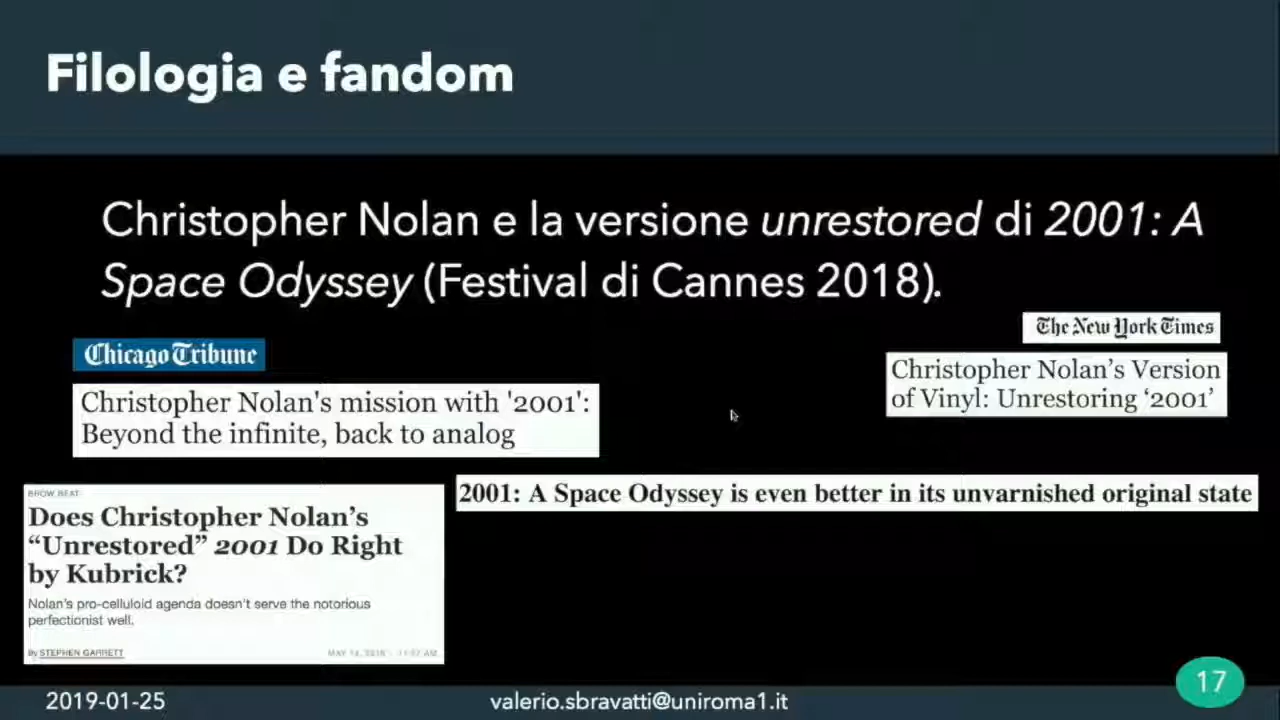 Filologia e fandom
Christopher Nolan e la versione unrestored di 2001: A
Space Odyssey (Festival di Cannes 2018).
Chicago Tribune
Christopher Nolan's mission with '2001':
Beyond the infinite, back to analog
The New York Times
Christopher Nolan’s Version
of Vinyl: Unrestoring ‘2001’
2001: A Space Odyssey is even better in its unvarnished original state
BROW BEAT
Does Christopher Nolan’s
“Unrestored” 2001 Do Right
by Kubrick?
Nolan’s pro-celluloid agenda doesn’t serve the notorious
perfectionist well.
By STEPHEN GARRETT
MAY 14, 2018
2019-01-25
valerio.sbravatti@uniroma1.it
17